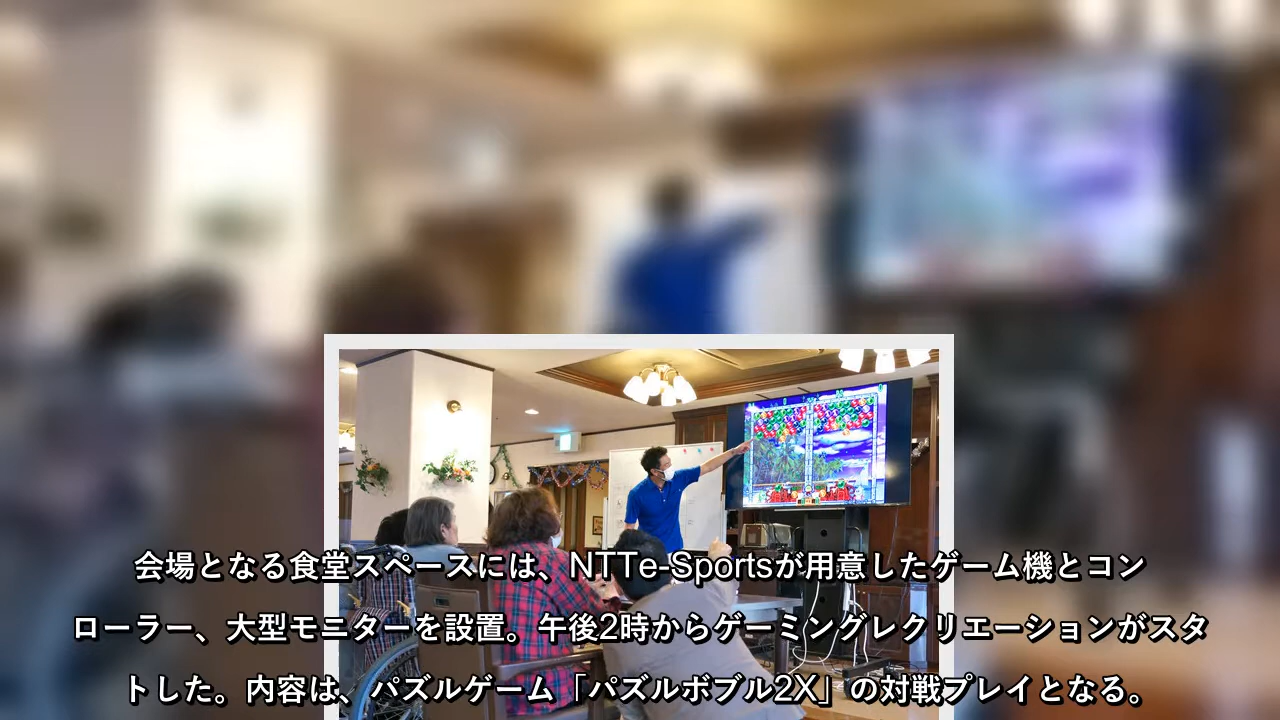 会場となる食堂スペースには、NTTe-Sportsが用意したゲーム機とコン
ローラー、大型モニターを設置。午後2時からゲーミングレクリエーションがスタ
トした。内容は、パズルゲーム「パズルボブル2X」の対戦プレイとなる。